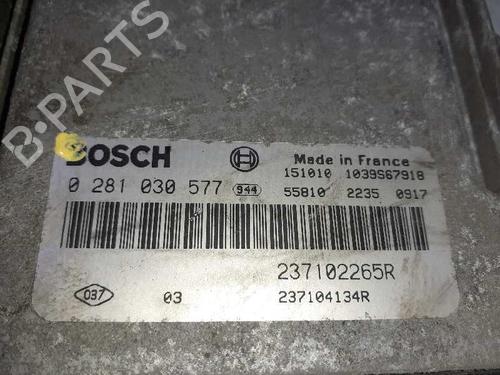 B-PARTS
BOSCH
Made in France
151010 1039S67918
0 281 030 577 944 55810 2235 0917
237102265R
037 03 237104134R